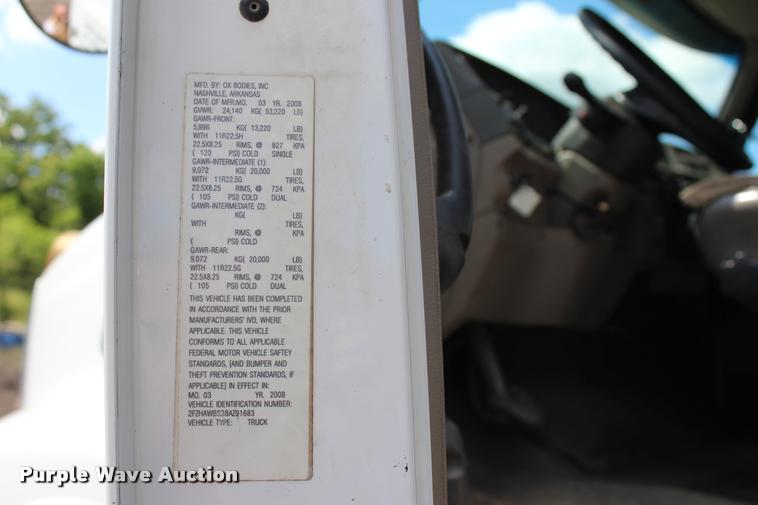 MFD. BY: OX BODIES, INC
NASHVILLE, ARKANSAS
DATE OF MFR:MO. 03 YR. 2008
GVWR: 24,140 KG( 53,220 LB)
GAWR-FRONT:
5,996 KG( 13,220 LB)
WITH 11R22.5H TIRES,
22.5X8.25 RIMS, @ 827 KPA
( 120 PSI) COLD SINGLE
GAWR-INTERMEDIATE (1):
9,072 KG( 20,000 LB)
WITH 11R22.5G TIRES,
22.5X8.25 RIMS, @ 724 KPA
( 105 PSI) COLD DUAL
GAWR-INTERMEDIATE (2):
KG( LB)
WITH TIRES,
RIMS, @ KPA
( PSI) COLD
GAWR-REAR:
9,072 KG( 20,000 LB)
WITH 11R22.5G TIRES,
22.5X8.25 RIMS, @ 724 KPA
( 105 PSI) COLD DUAL
THIS VEHICLE HAS BEEN COMPLETED
IN ACCORDANCE WITH THE PRIOR
MANUFACTURERS' IVD, WHERE
APPLICABLE. THIS VEHICLE
CONFORMS TO ALL APPLICABLE
FEDERAL MOTOR VEHICLE SAFTEY
STANDARDS, [AND BUMPER AND
THEFT PREVENTION STANDARDS, IF
APPLICABLE] IN EFFECT IN:
MO. 03 YR. 2008
VEHICLE IDENTIFICATION NUMBER:
2FZHAWBS38AZ91683
VEHICLE TYPE: TRUCK
Purple Wave Auction